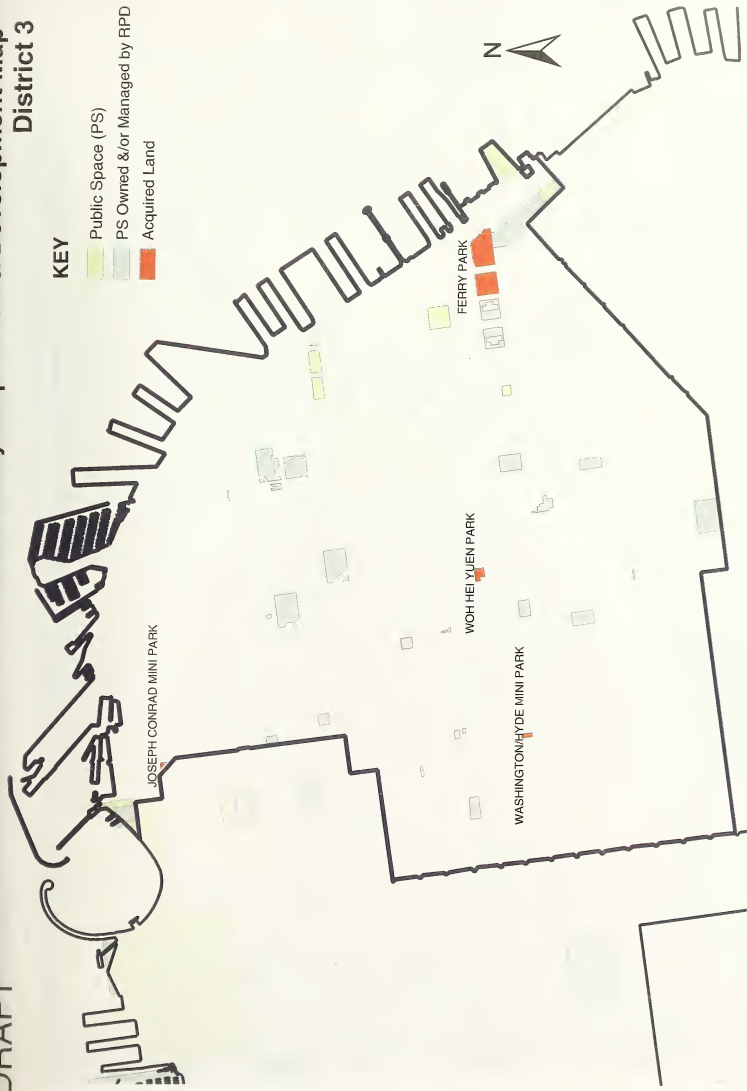 DRAFT
District 3
KEY
Public Space (PS)
PS Owned &/or Managed by RPD
Acquired Land
N
FERRY PARK
JOSEPH CONRAD MINI PARK
WOH HEI YUEN PARK
WASHINGTON/HYDE MINI PARK